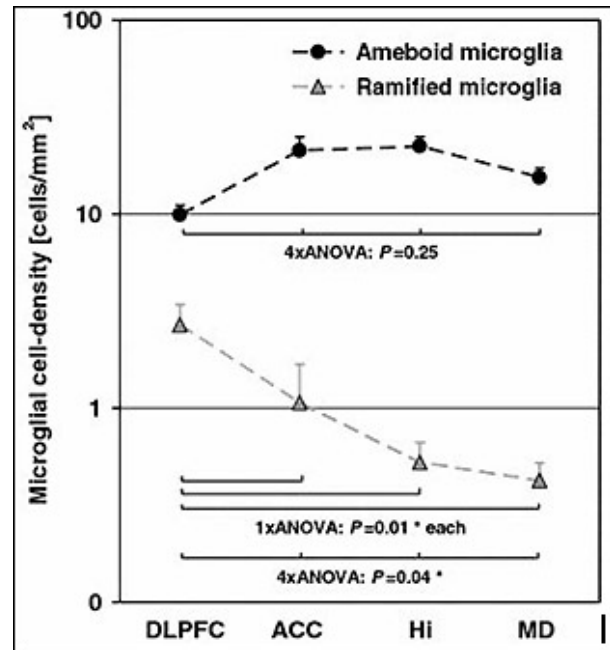 100
Ameboid microglia
Ramified microglia
Microglial cell-density [cells/mm²]
10
4xANOVA: P=0.25
1
1xANOVA: P=0.01 * each
4xANOVA: P=0.04 *
0
DLPFC ACC Hi MD